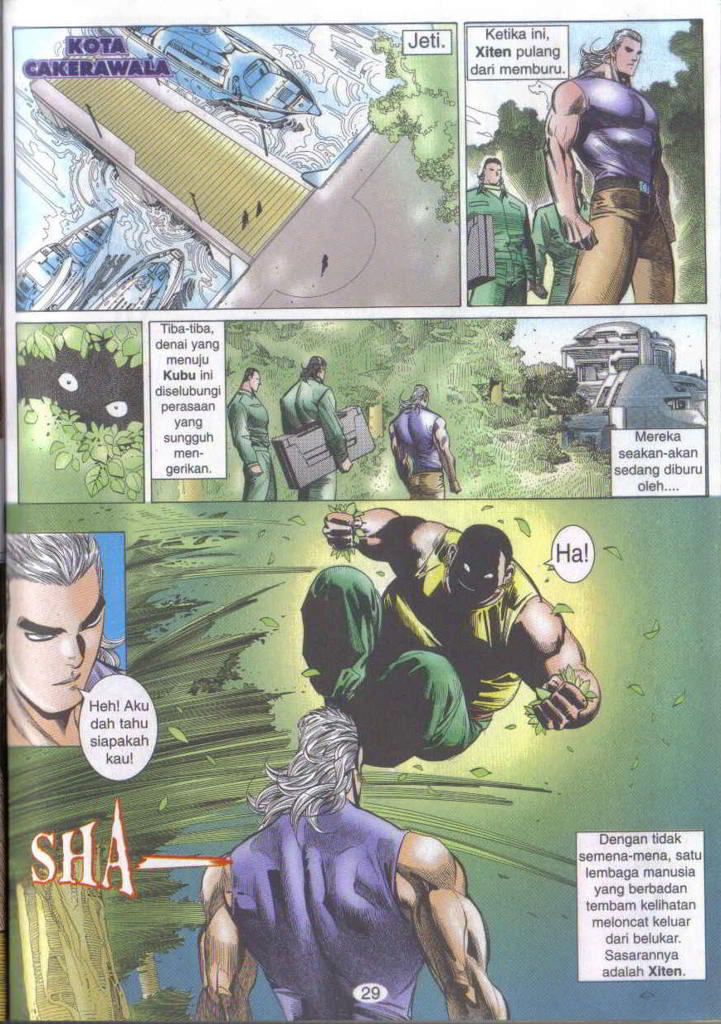 KOTA
CAKERAWALA
Jeti.
Ketika ini,
Xiten pulang
dari memburu.
Tiba-tiba,
denai yang
menuju
Kubu ini
diselubungi
perasaan
yang
sungguh
men-
gerikan.
Mereka
seakan-akan
sedang diburu
oleh....
Ha!
Heh! Aku
dah tahu
siapakah
kau!
SHA
Dengan tidak
semena-mena, satu
lembaga manusia
yang berbadan
tembam kelihatan
meloncat keluar
dari belukar.
Sasarannya
adalah Xiten.
29